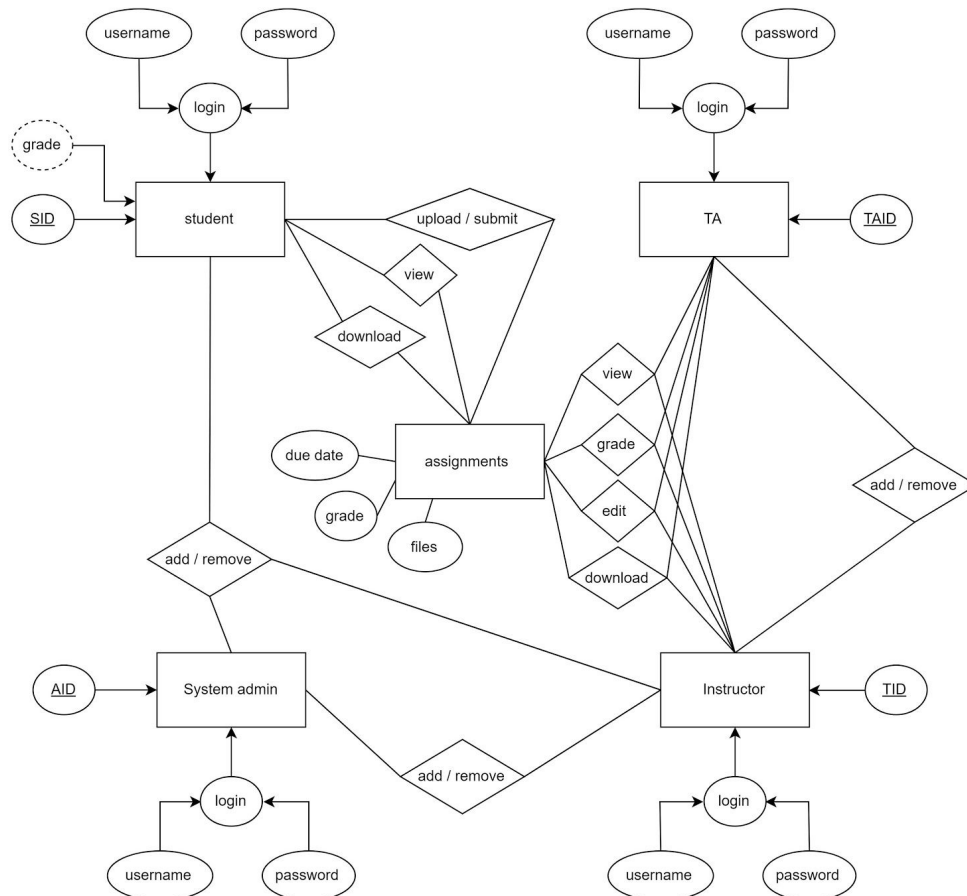 username
password
username
password
login
login
grade
SID
student
upload / submit
TA
TAID
view
download
view
grade
assignments
due date
add / remove
edit
grade
files
add / remove
download
AID
System admin
Instructor
TID
add / remove
login
login
username
password
username
password